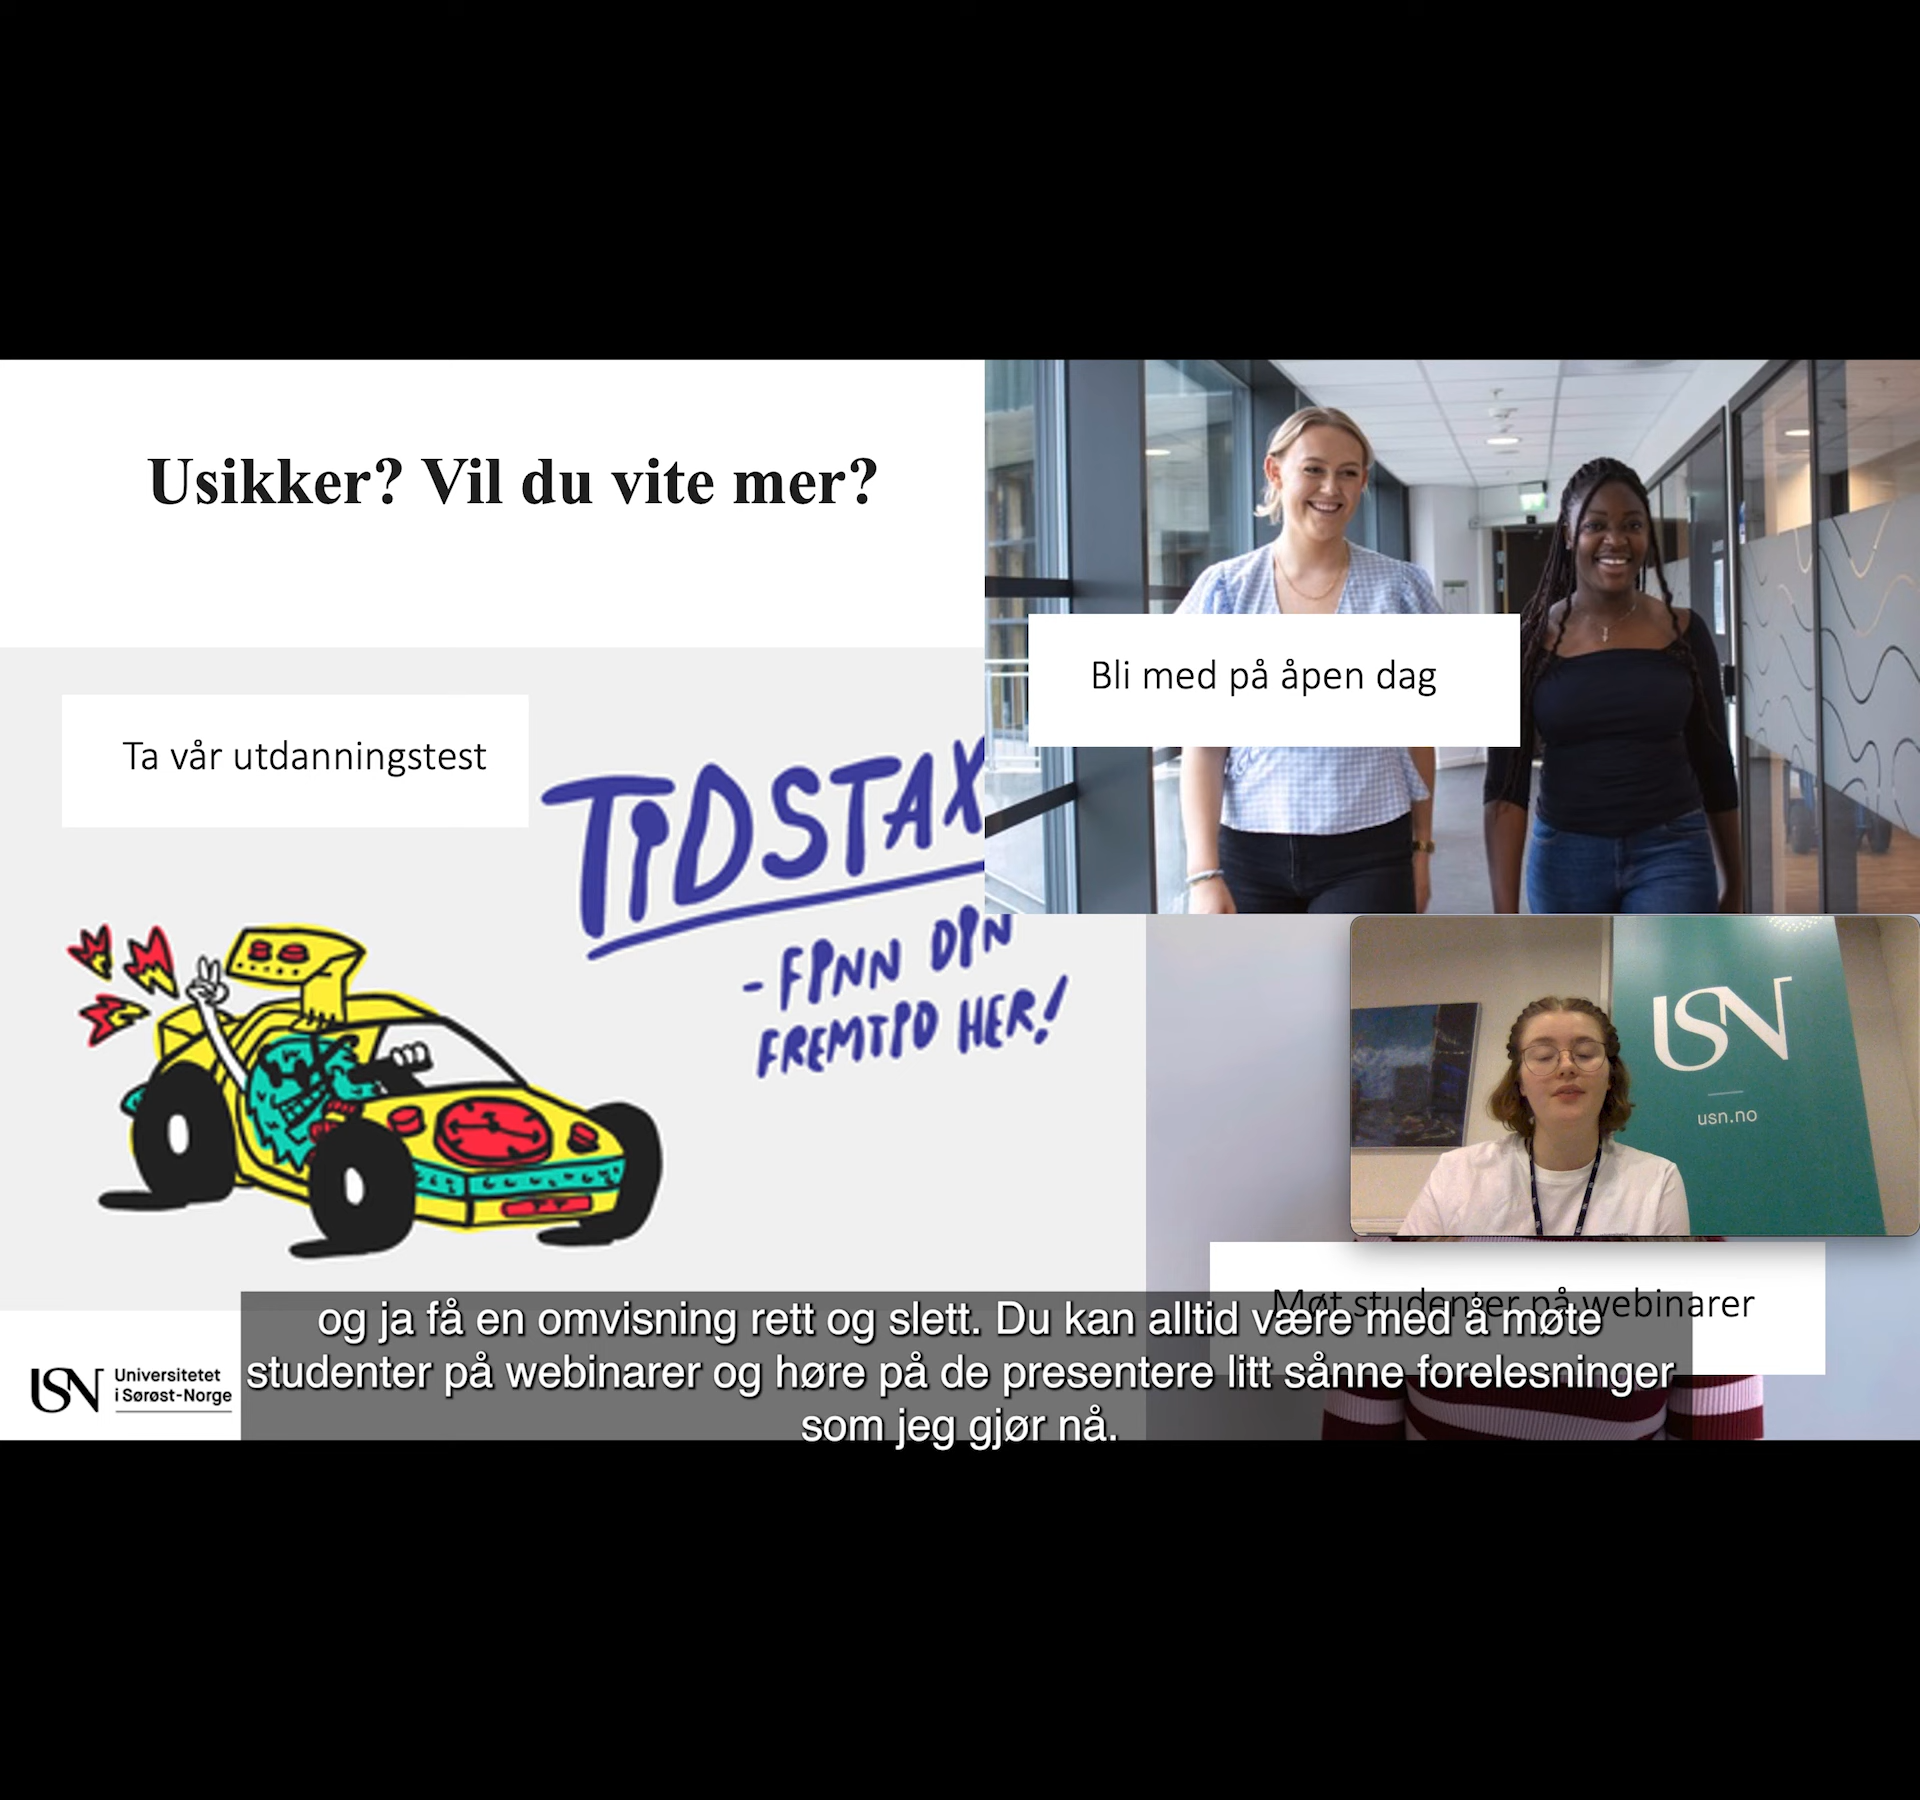 Usikker? Vil du vite mer?
Bli med på åpen dag
Ta vår utdanningstest
TIDSTAX
- FINN DIN
FREMTID HER!
USN
usn.no
Møt studenter på webinarer
og ja få en omvisning rett og slett. Du kan alltid være med å møte
studenter på webinarer og høre på de presentere litt sånne forelesninger
som jeg gjør nå.
USN Universitetet
i Sørøst-Norge